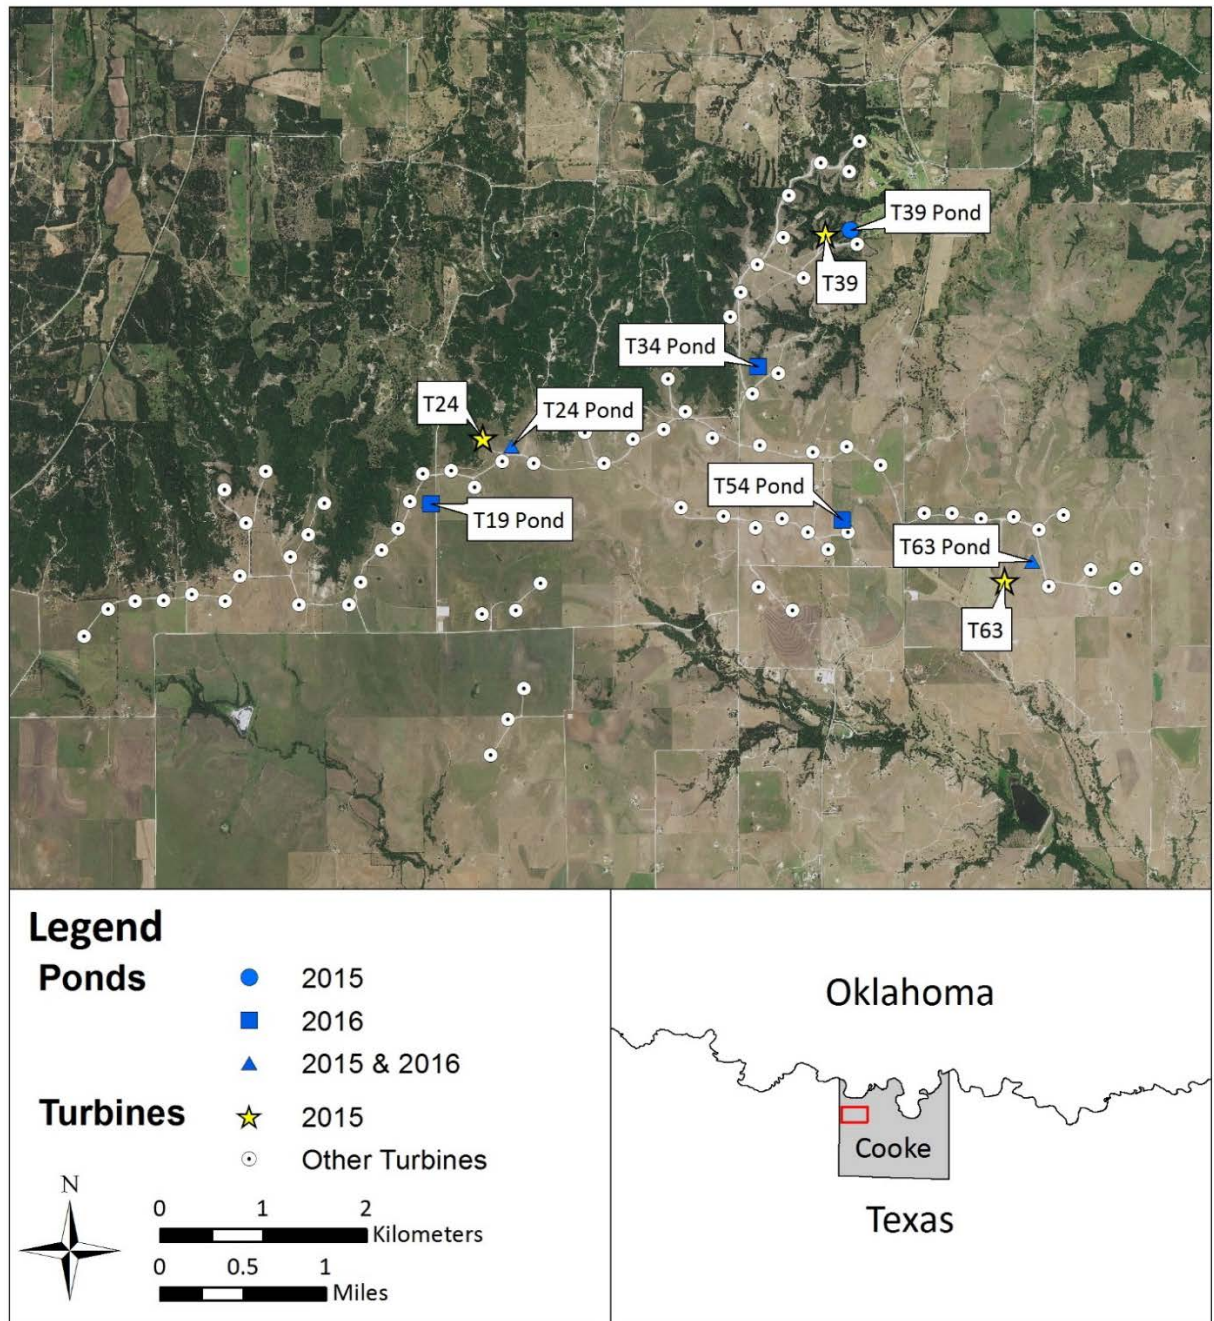 T39 Pond
T39
T34 Pond
T24
T24 Pond
T19 Pond
T54 Pond
T63 Pond
T63
Legend
Ponds
2015
2016
2015 & 2016
Turbines
2015
Other Turbines
N
0 1 2
Kilometers
0 0.5 1
Miles
Oklahoma
Cooke
Texas